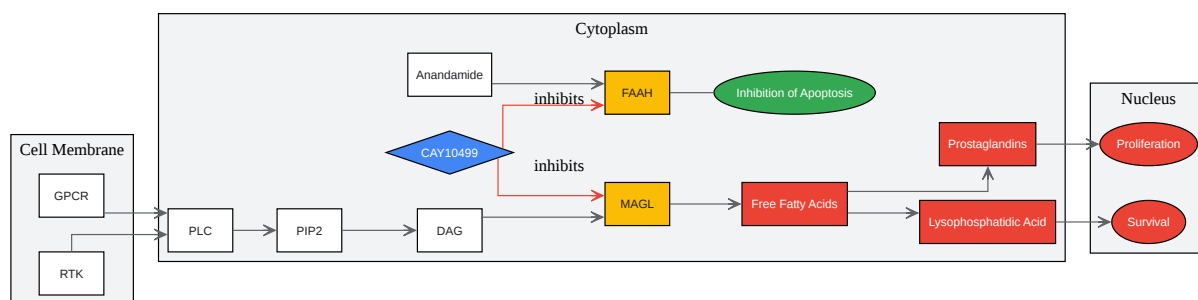 Cytoplasm
Anandamide
FAAH
Inhibition of Apoptosis
inhibits
Nucleus
Cell Membrane
CAY10499
Prostaglandins
Proliferation
inhibits
GPCR
MAGL
Free Fatty Acids
PLC
PIP2
DAG
Lysophosphatidic Acid
Survival
RTK